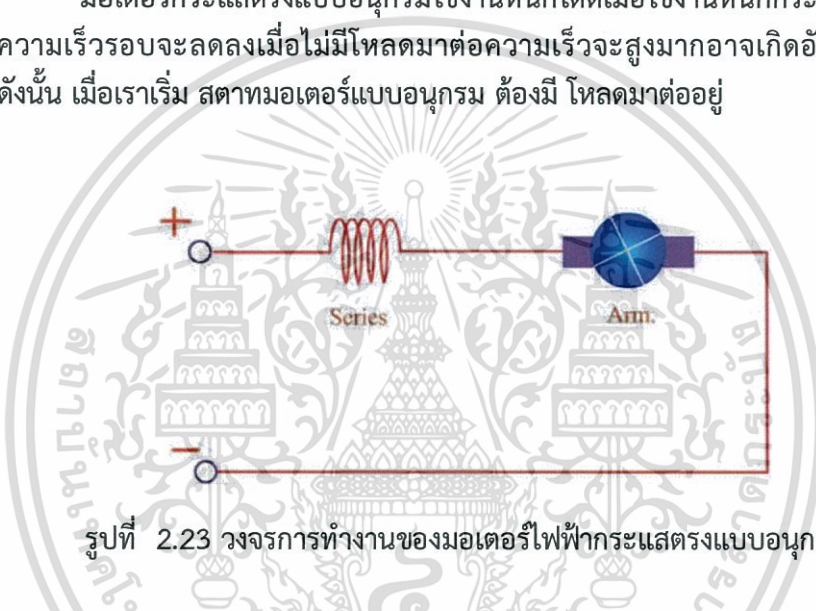 มอเตอร์กระแสตรงแบบอนุกรมใช้งานหนักได้ดีเมื่อใช้งานหนักกระ
ความเร็วรอบจะลดลงเมื่อไม่มีโหลดมาต่อความเร็วจะสูงมากอาจเกิดอั
ดังนั้น เมื่อเราเริ่ม สตาทมอเตอร์แบบอนุกรม ต้องมี โหลดมาต่ออยู่
+
Series
Arm.
−
รูปที่ 2.23 วงจรการทำงานของมอเตอร์ไฟฟ้ากระแสตรงแบบอนุก